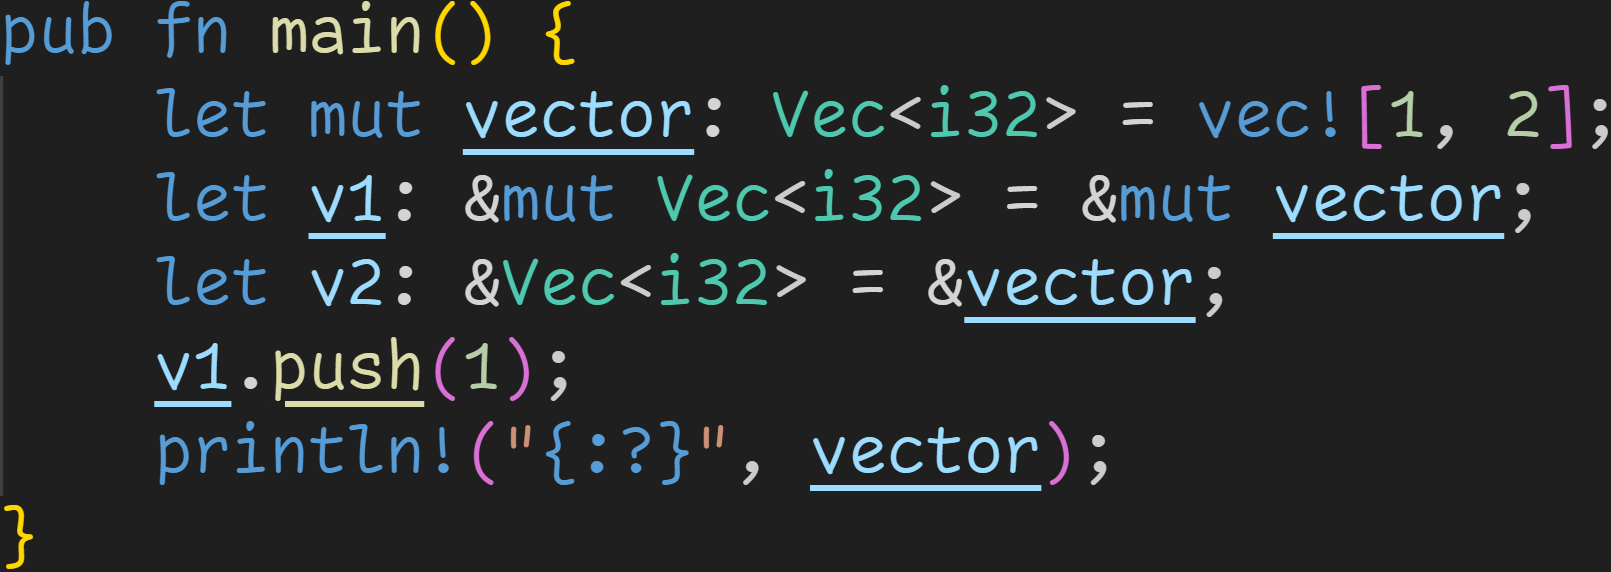 pub fn main() {
    let mut vector: Vec<i32> = vec![1, 2];
    let v1: &mut Vec<i32> = &mut vector;
    let v2: &Vec<i32> = &vector;
    v1.push(1);
    println!("{:?}", vector);
}